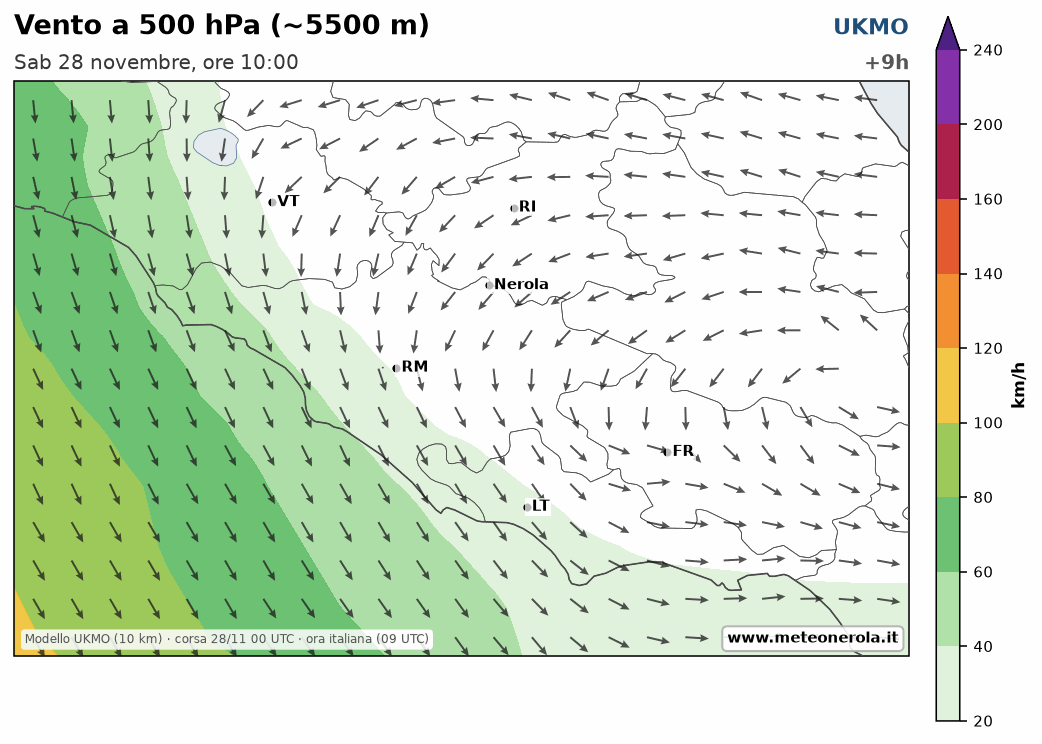 Vento a 500 hPa (~5500 m)
UKMO
Sab 28 novembre, ore 10:00
+9h
VT
RI
Nerola
RM
FR
LT
Modello UKMO (10 km) · corsa 28/11 00 UTC · ora italiana (09 UTC)
www.meteonerola.it
240
200
160
140
120
100
80
60
40
20
km/h